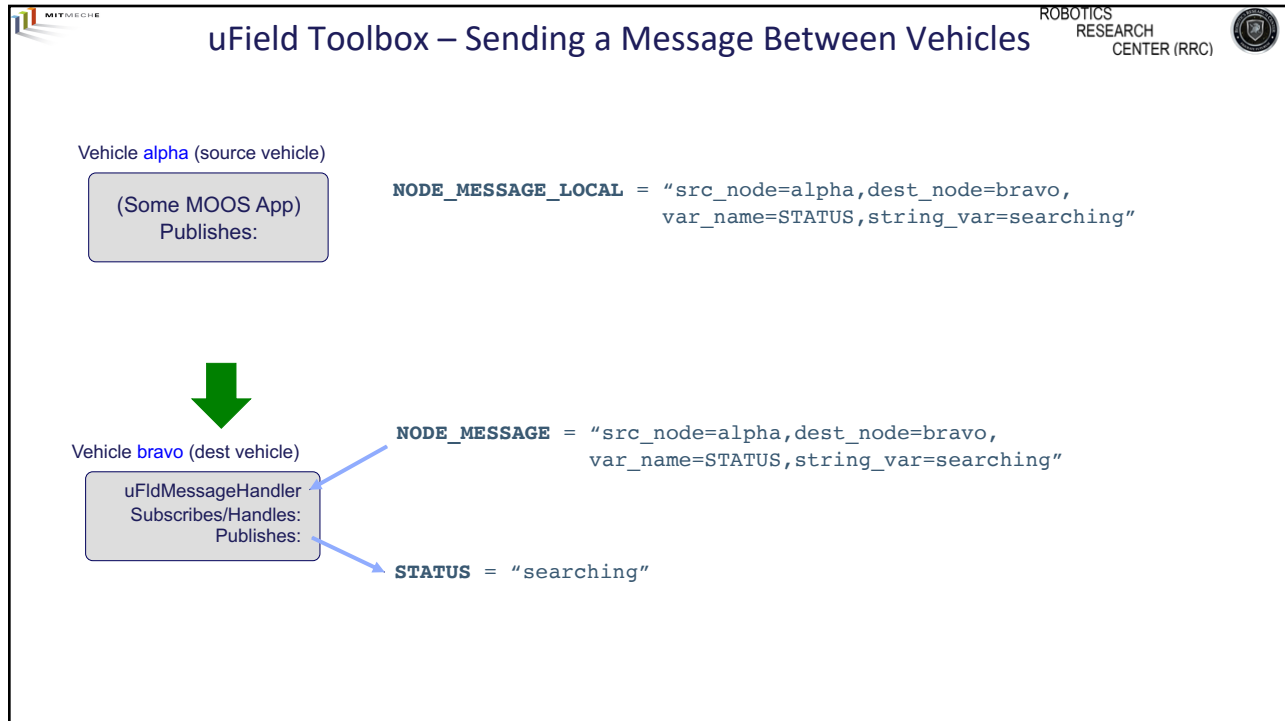 MITMECHE
uField Toolbox – Sending a Message Between Vehicles
ROBOTICS
RESEARCH
CENTER (RRC)
Vehicle alpha (source vehicle)
(Some MOOS App)
Publishes:
NODE_MESSAGE_LOCAL = “src_node=alpha,dest_node=bravo,
var_name=STATUS,string_var=searching”
Vehicle bravo (dest vehicle)
uFldMessageHandler
Subscribes/Handles:
Publishes:
NODE_MESSAGE = “src_node=alpha,dest_node=bravo,
var_name=STATUS,string_var=searching”
STATUS = “searching”